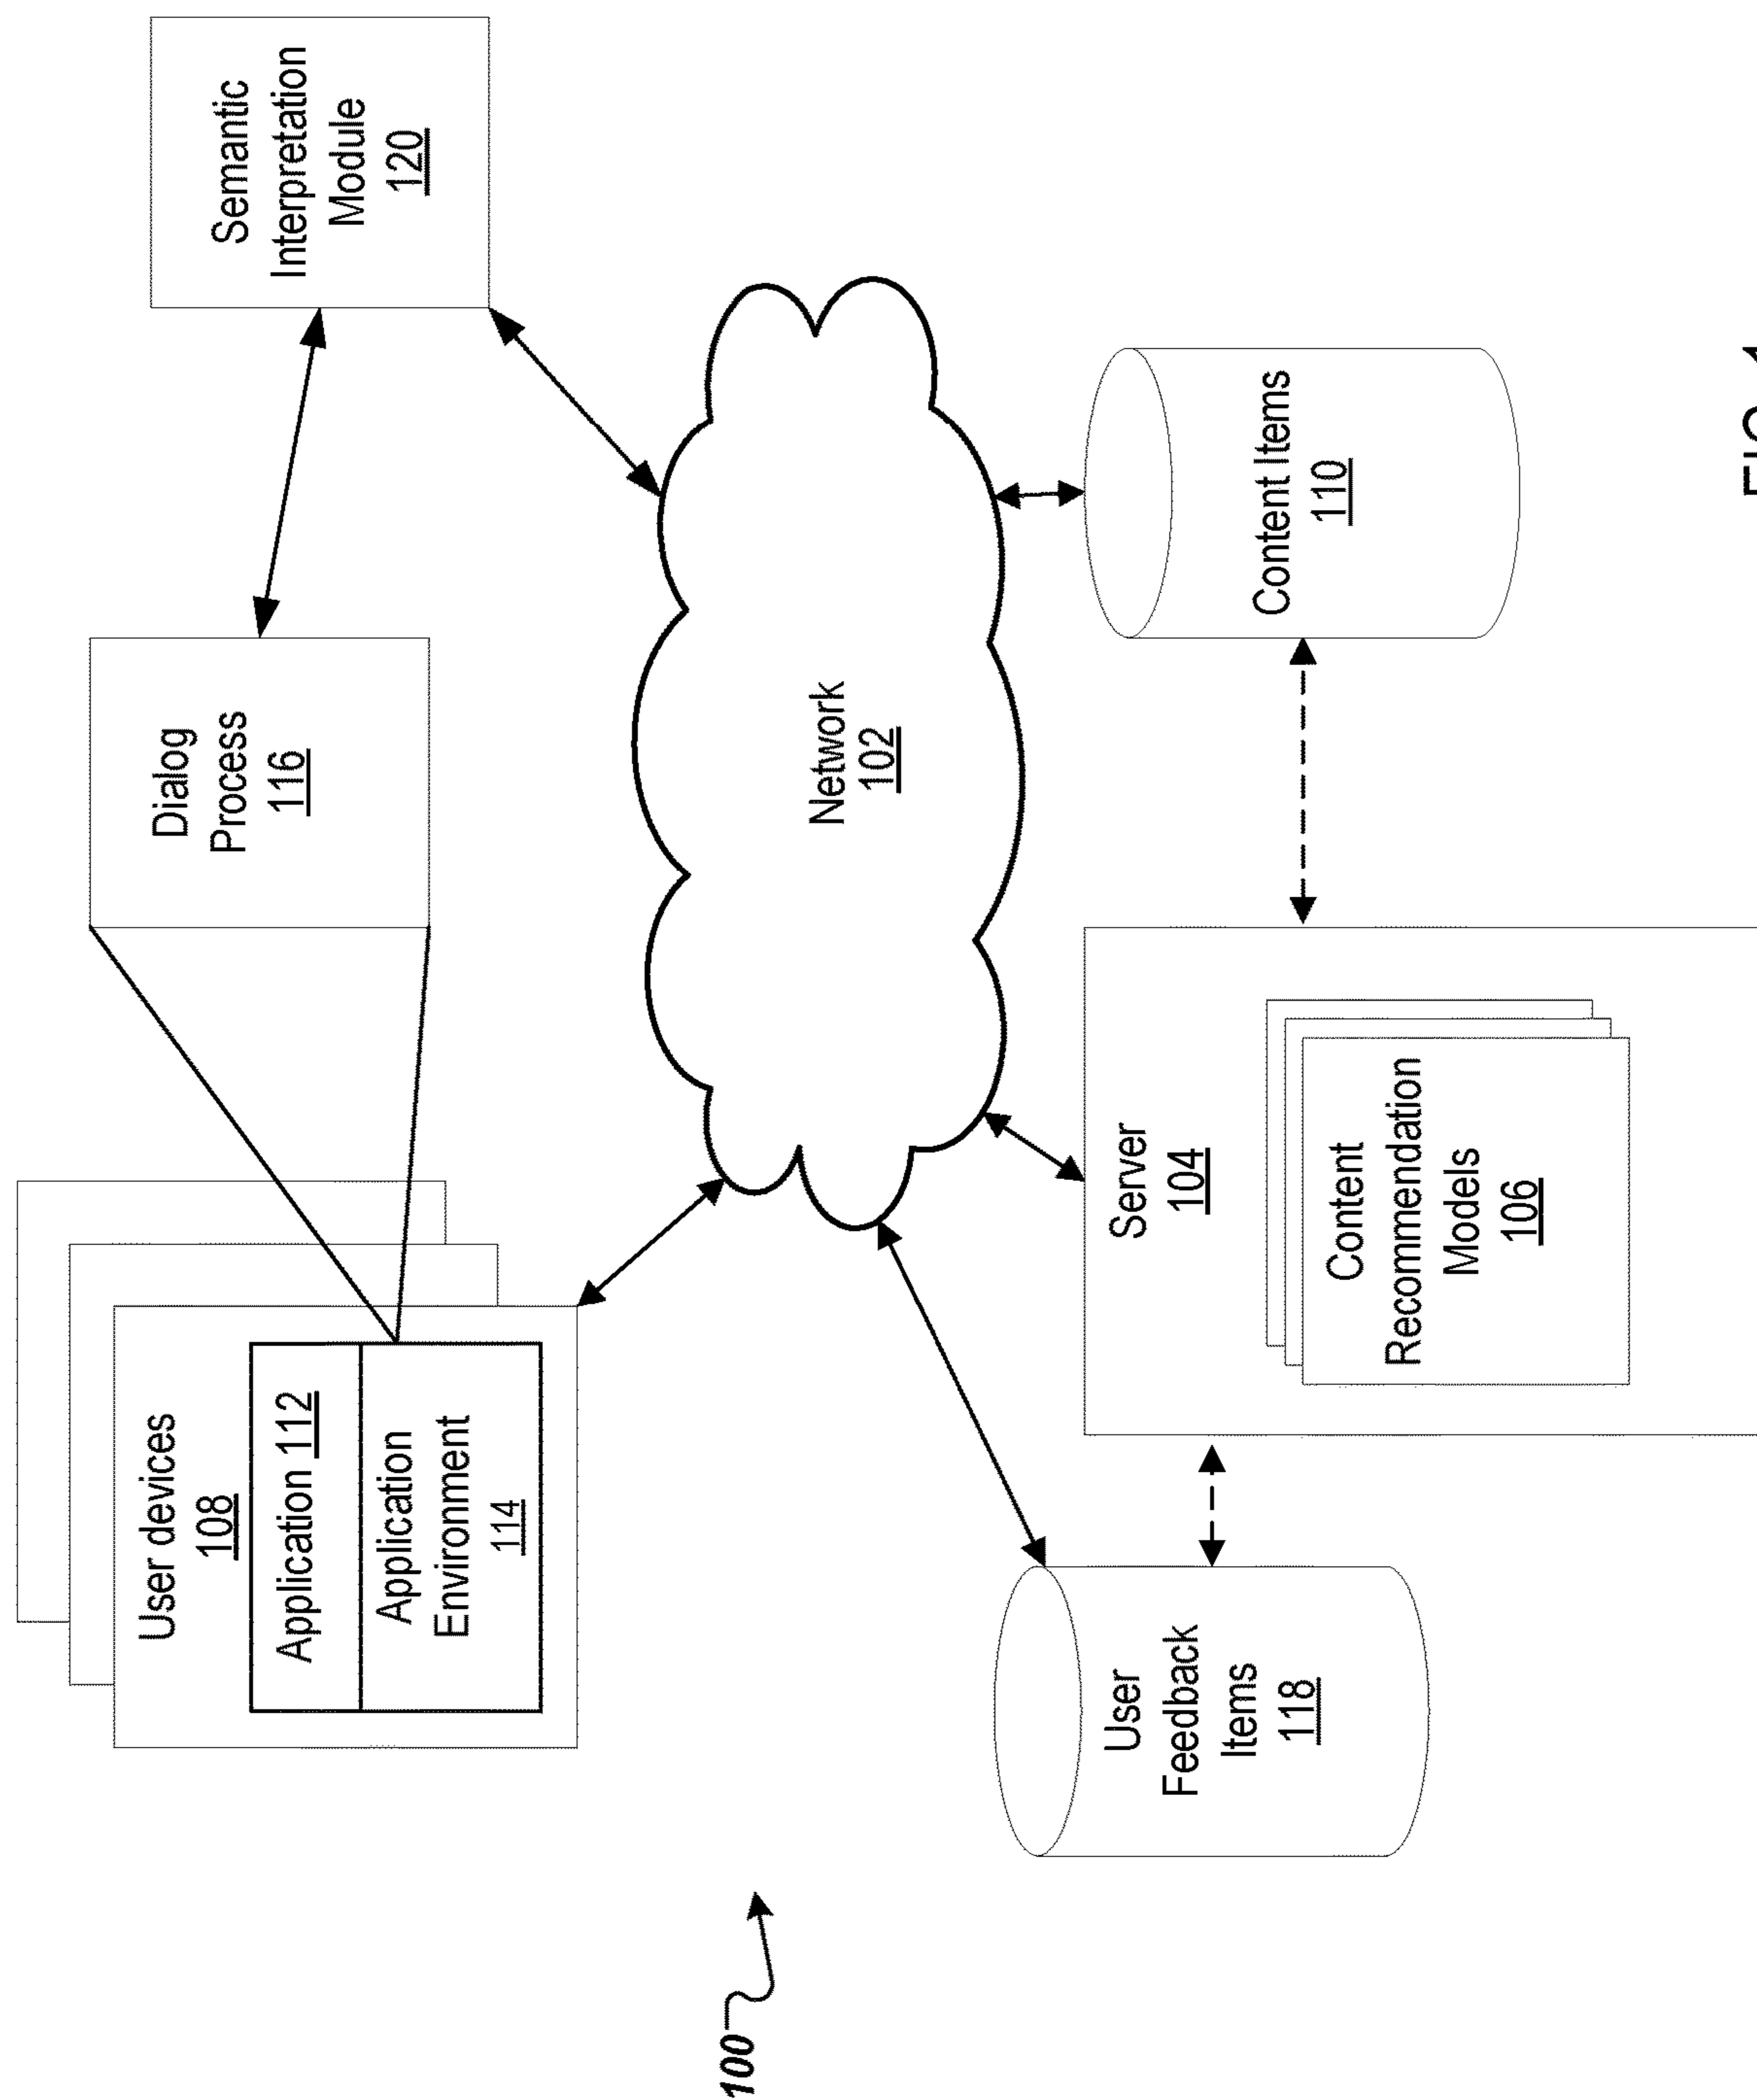 User devices
108
Application 112
Application
Environment
114
Dialog
Process
116
Semantic
Interpretation
Module
120
100
Network
102
User
Feedback
Items
118
Server
104
Content
Recommendation
Models
106
Content Items
110